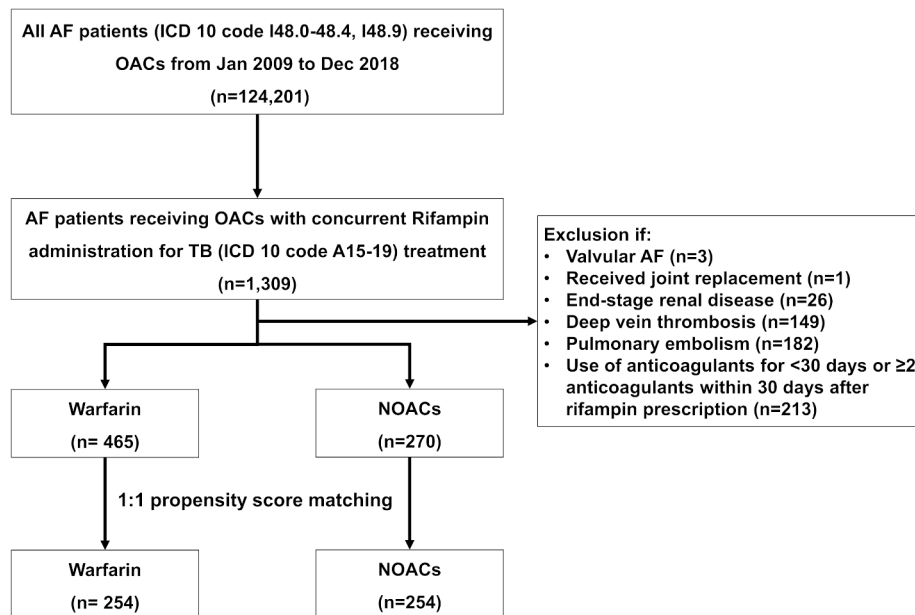 All AF patients (ICD 10 code I48.0-48.4, I48.9) receiving
OACs from Jan 2009 to Dec 2018
(n=124,201)
AF patients receiving OACs with concurrent Rifampin
administration for TB (ICD 10 code A15-19) treatment
(n=1,309)
Exclusion if:
• Valvular AF (n=3)
• Received joint replacement (n=1)
• End-stage renal disease (n=26)
• Deep vein thrombosis (n=149)
• Pulmonary embolism (n=182)
• Use of anticoagulants for <30 days or ≥2
anticoagulants within 30 days after
rifampin prescription (n=213)
Warfarin
(n= 465)
NOACs
(n=270)
1:1 propensity score matching
Warfarin
(n= 254)
NOACs
(n=254)